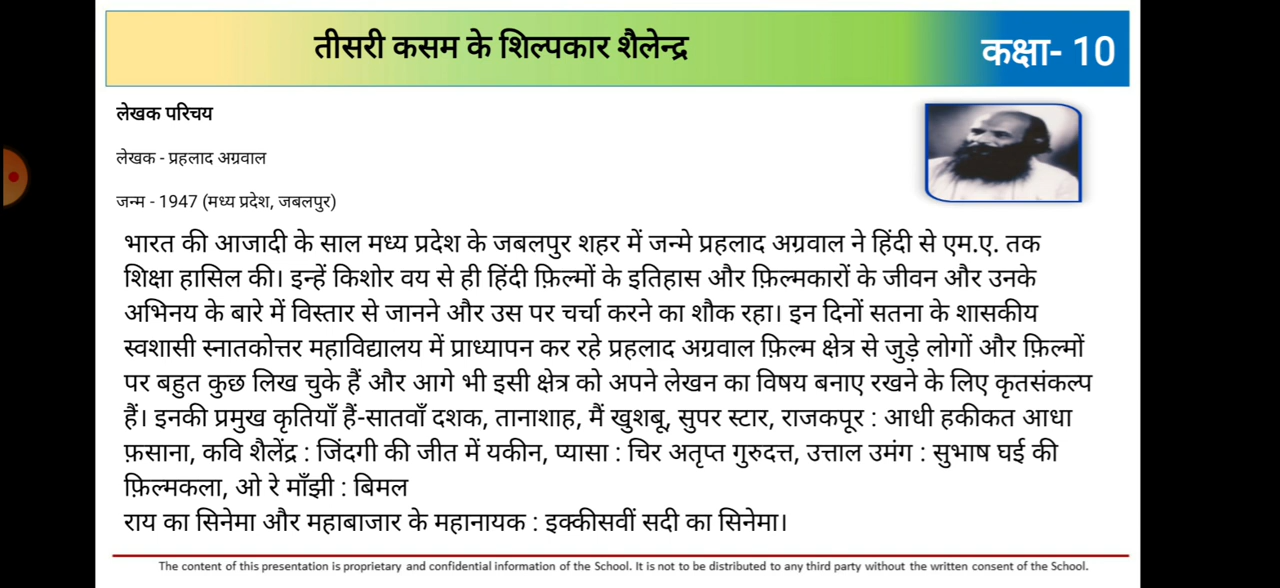 तीसरी कसम के शिल्पकार शैलेन्द्र
कक्षा- 10
लेखक परिचय
लेखक - प्रहलाद अग्रवाल
जन्म - 1947 (मध्य प्रदेश, जबलपुर)
भारत की आजादी के साल मध्य प्रदेश के जबलपुर शहर में जन्मे प्रहलाद अग्रवाल ने हिंदी से एम.ए. तक
शिक्षा हासिल की। इन्हें किशोर वय से ही हिंदी फ़िल्मों के इतिहास और फ़िल्मकारों के जीवन और उनके
अभिनय के बारे में विस्तार से जानने और उस पर चर्चा करने का शौक रहा। इन दिनों सतना के शासकीय
स्वशासी स्नातकोत्तर महाविद्यालय में प्राध्यापन कर रहे प्रहलाद अग्रवाल फ़िल्म क्षेत्र से जुड़े लोगों और फ़िल्मों
पर बहुत कुछ लिख चुके हैं और आगे भी इसी क्षेत्र को अपने लेखन का विषय बनाए रखने के लिए कृतसंकल्प
हैं। इनकी प्रमुख कृतियाँ हैं-सातवाँ दशक, तानाशाह, मैं खुशबू, सुपर स्टार, राजकपूर : आधी हकीकत आधा
फ़साना, कवि शैलेंद्र : जिंदगी की जीत में यकीन, प्यासा : चिर अतृप्त गुरुदत्त, उत्ताल उमंग : सुभाष घई की
फ़िल्मकला, ओ रे माँझी : बिमल
राय का सिनेमा और महाबाजार के महानायक : इक्कीसवीं सदी का सिनेमा।
The content of this presentation is proprietary and confidential information of the School. It is not to be distributed to any third party without the written consent of the School.